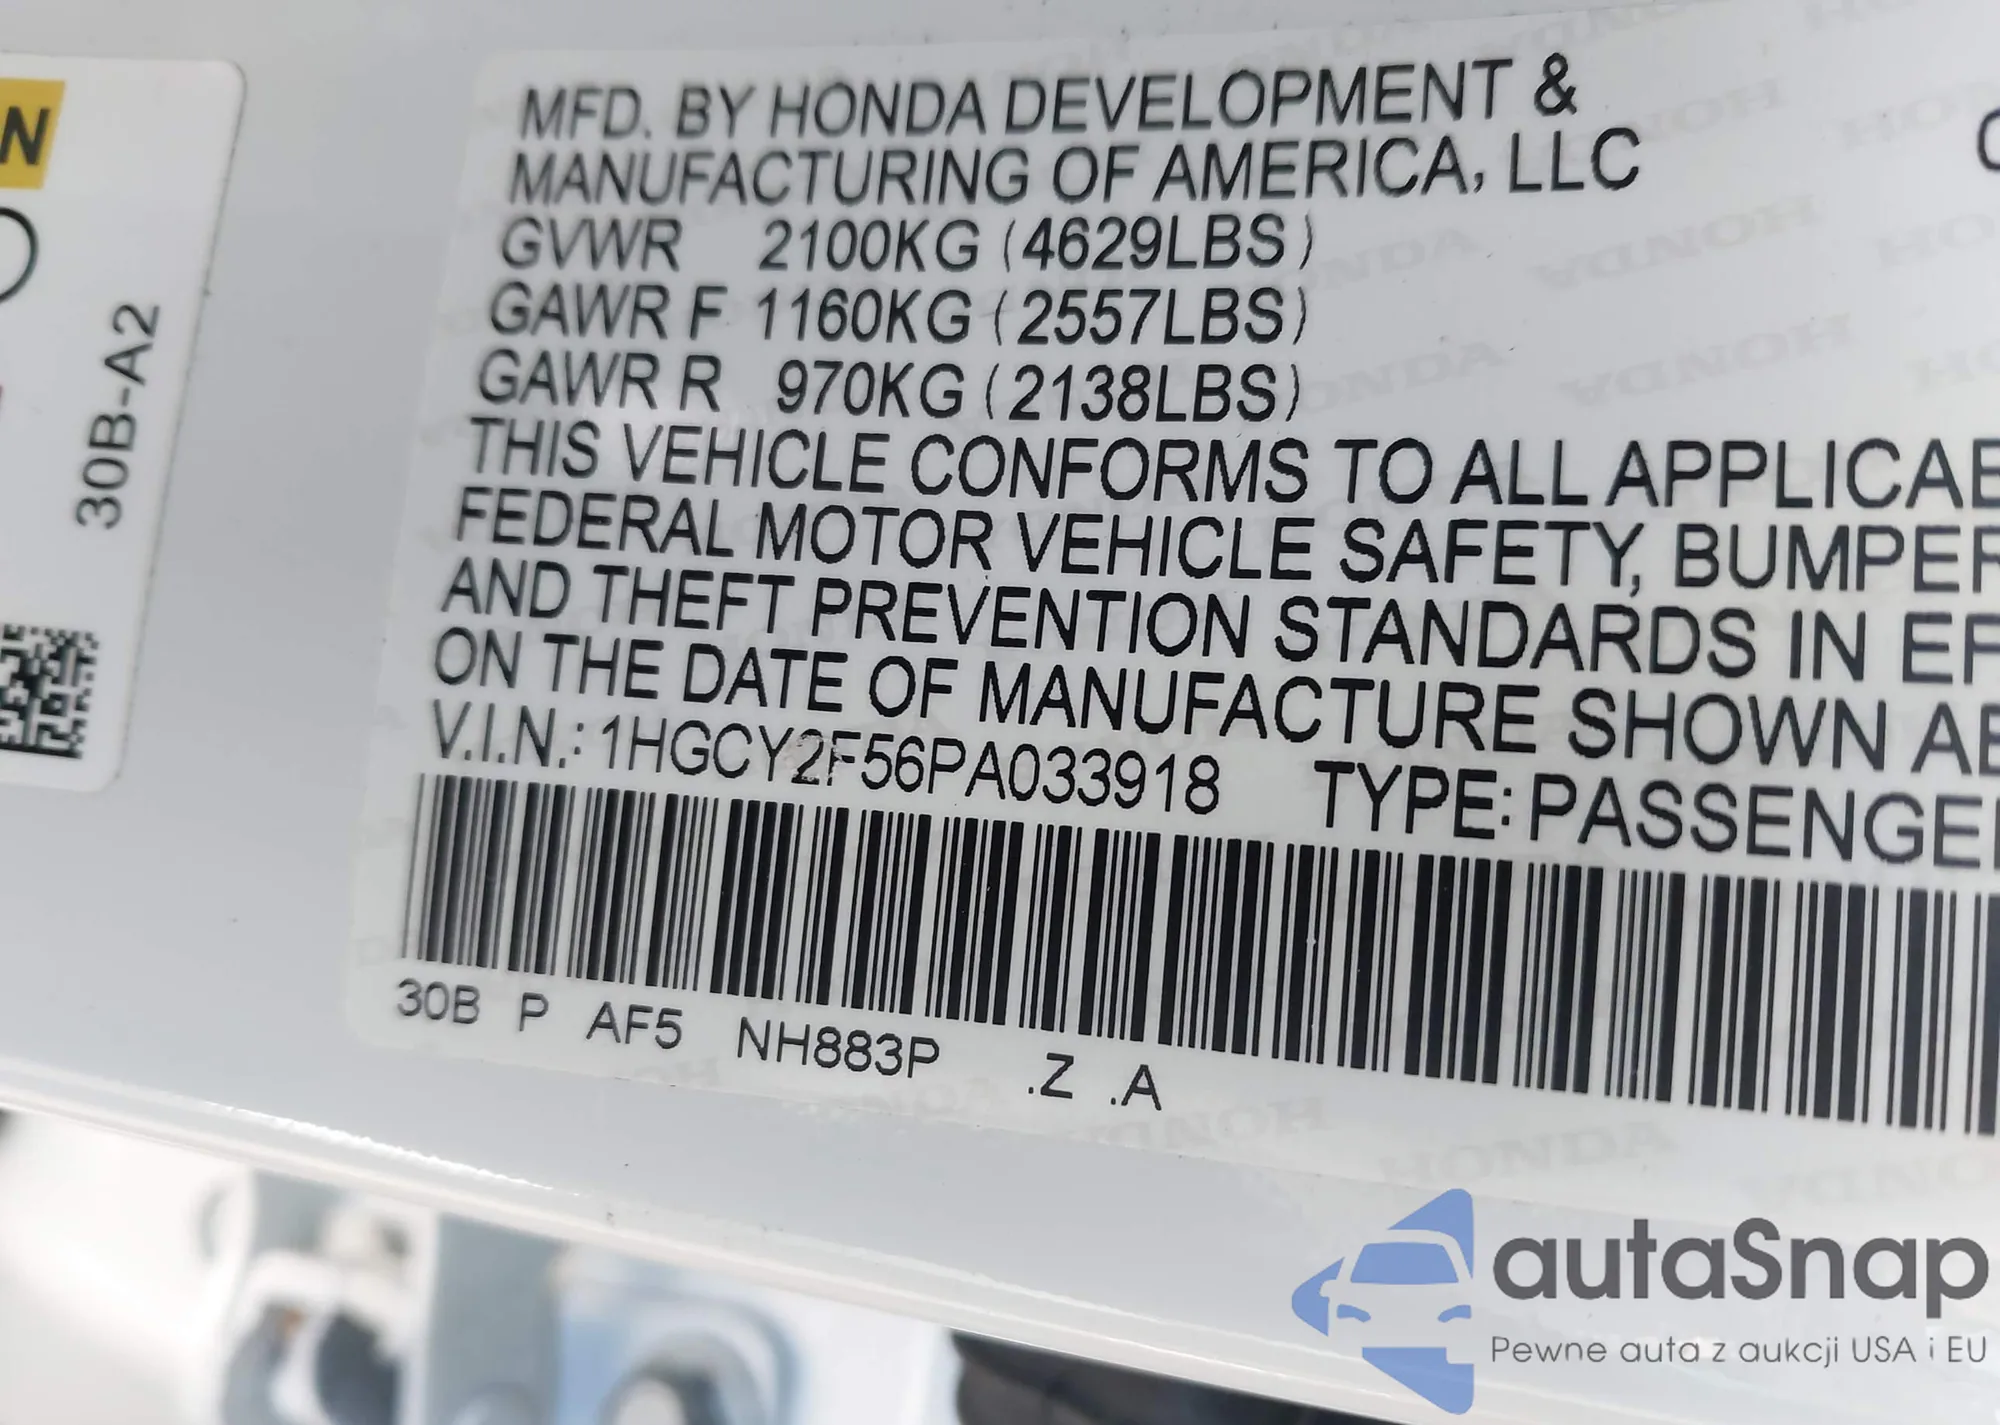 N
30B-A2
MFD. BY HONDA DEVELOPMENT &
MANUFACTURING OF AMERICA, LLC
GVWR 2100KG (4629LBS)
GAWR F 1160KG (2557LBS)
GAWR R 970KG (2138LBS)
THIS VEHICLE CONFORMS TO ALL APPLICAB
FEDERAL MOTOR VEHICLE SAFETY, BUMPER
AND THEFT PREVENTION STANDARDS IN EF
ON THE DATE OF MANUFACTURE SHOWN AB
V.I.N.: 1HGCY2F56PA033918 TYPE: PASSENGE
30B P AF5 NH883P .Z .A
autaSnap
Pewne auta z aukcji USA i EU